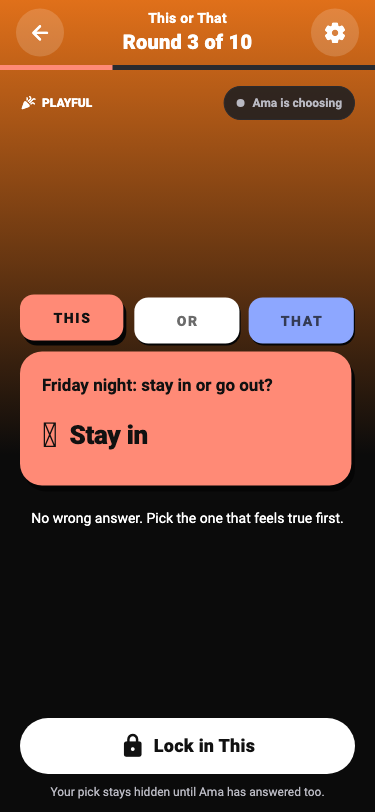 This or That
Round 3 of 10
PLAYFUL
Ama is choosing
THIS
OR
THAT
Friday night: stay in or go out?
Stay in
No wrong answer. Pick the one that feels true first.
Lock in This
Your pick stays hidden until Ama has answered too.